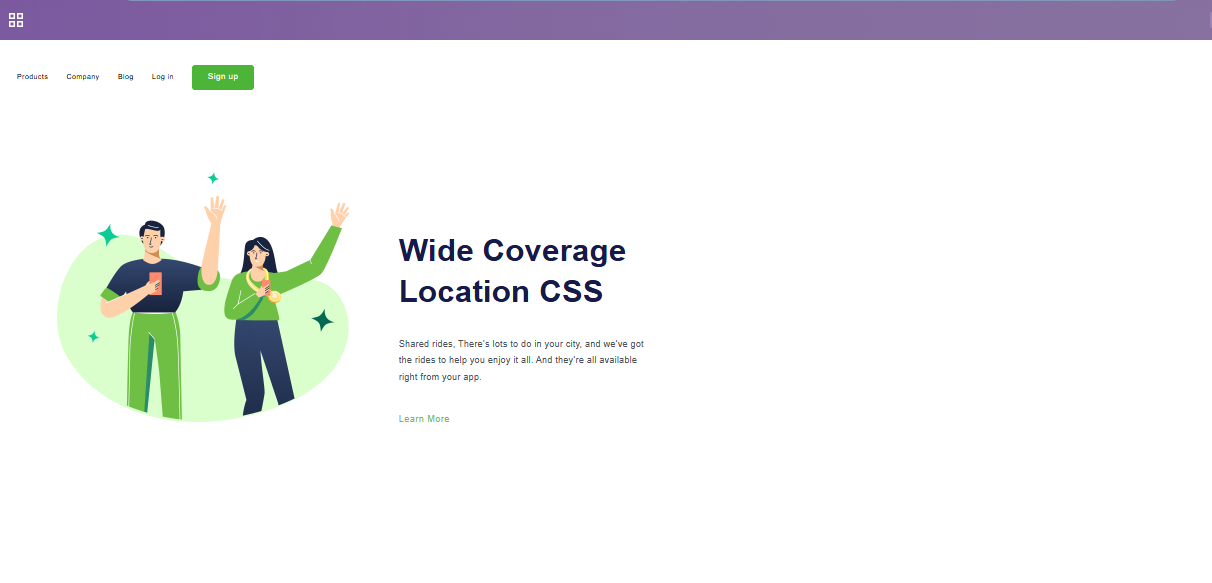 Products Company Blog Log in Sign up
Wide Coverage
Location CSS
Shared rides, There's lots to do in your city, and we've got
the rides to help you enjoy it all. And they're all available
right from your app.
Learn More